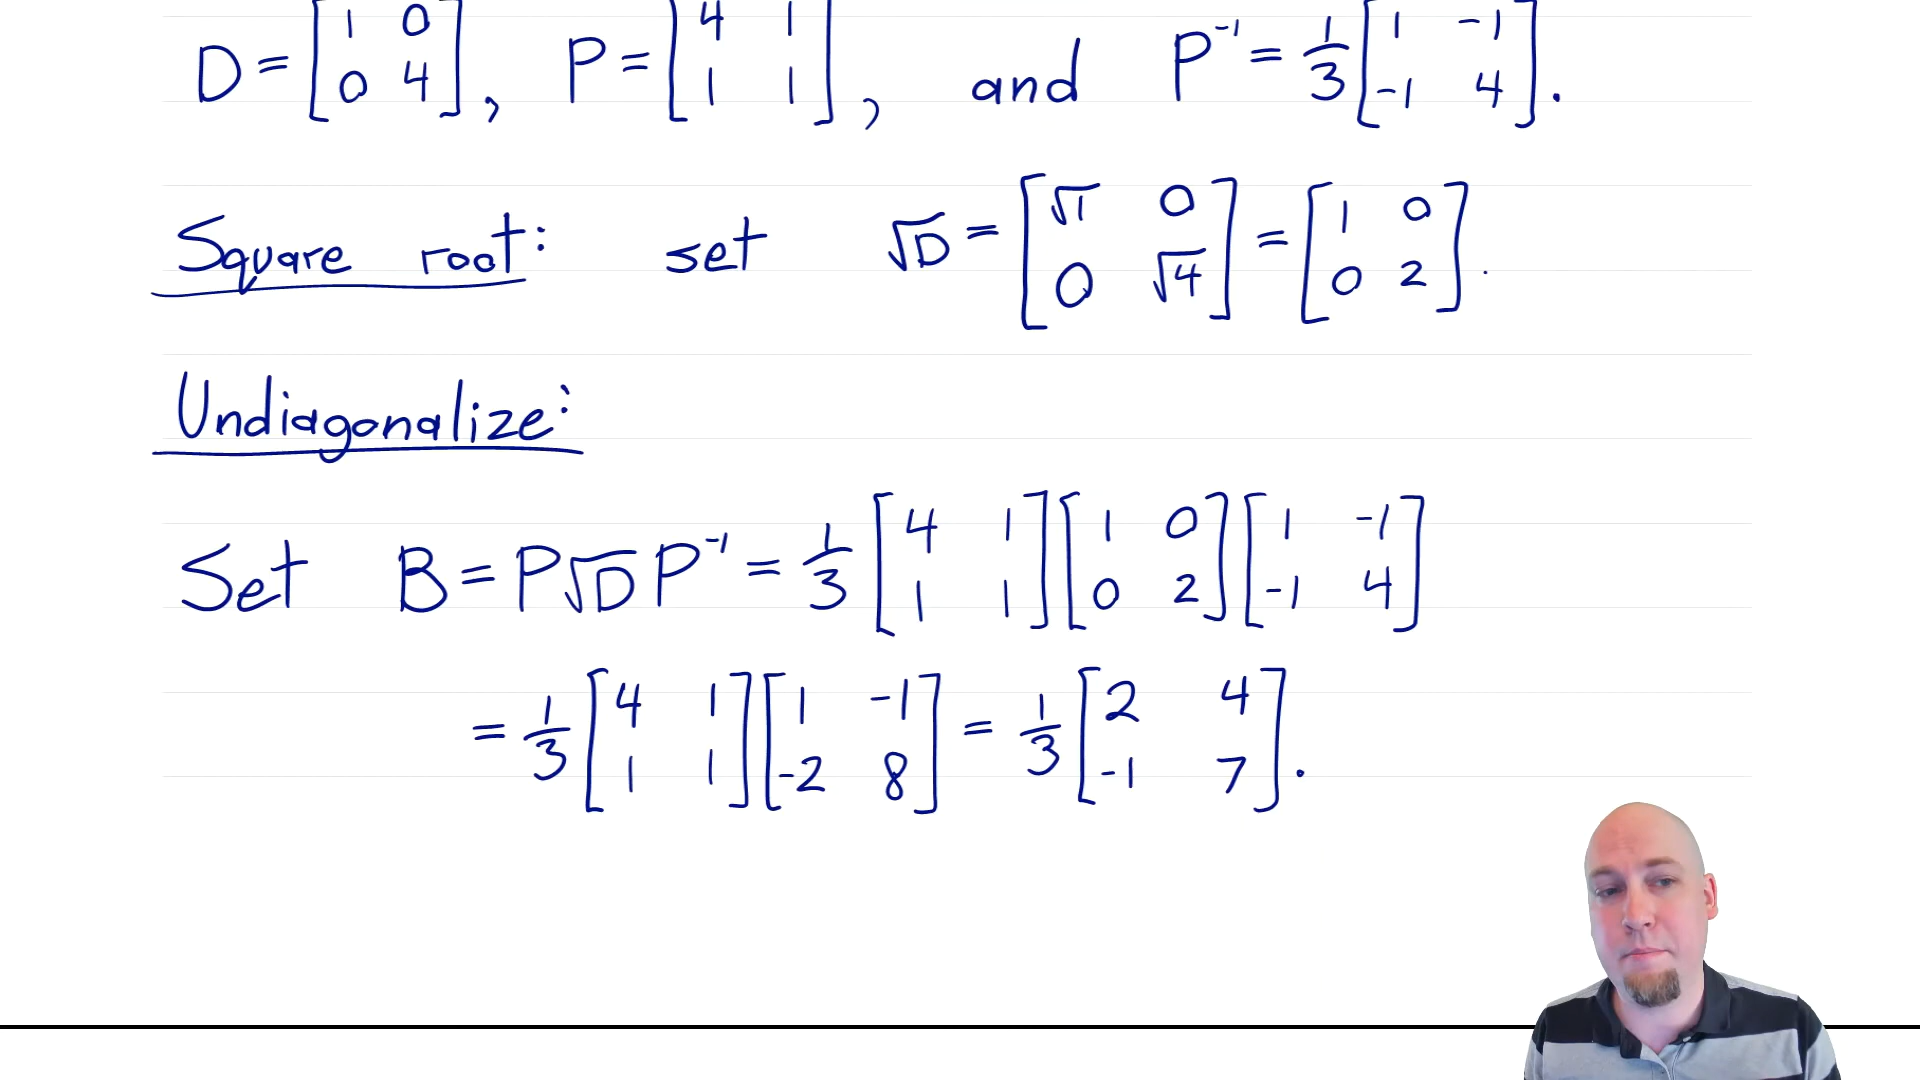 D = [1 0; 0 4], P = [4 1; 1 1], and P⁻¹ = 1/3 [1 -1; -1 4].
Square root: set √D = [√1 0; 0 √4] = [1 0; 0 2].
Undiagonalize:
Set B = P√D P⁻¹ = 1/3 [4 1; 1 1] [1 0; 0 2] [1 -1; -1 4]
= 1/3 [4 1; 1 1] [1 -1; -2 8] = 1/3 [2 4; -1 7].